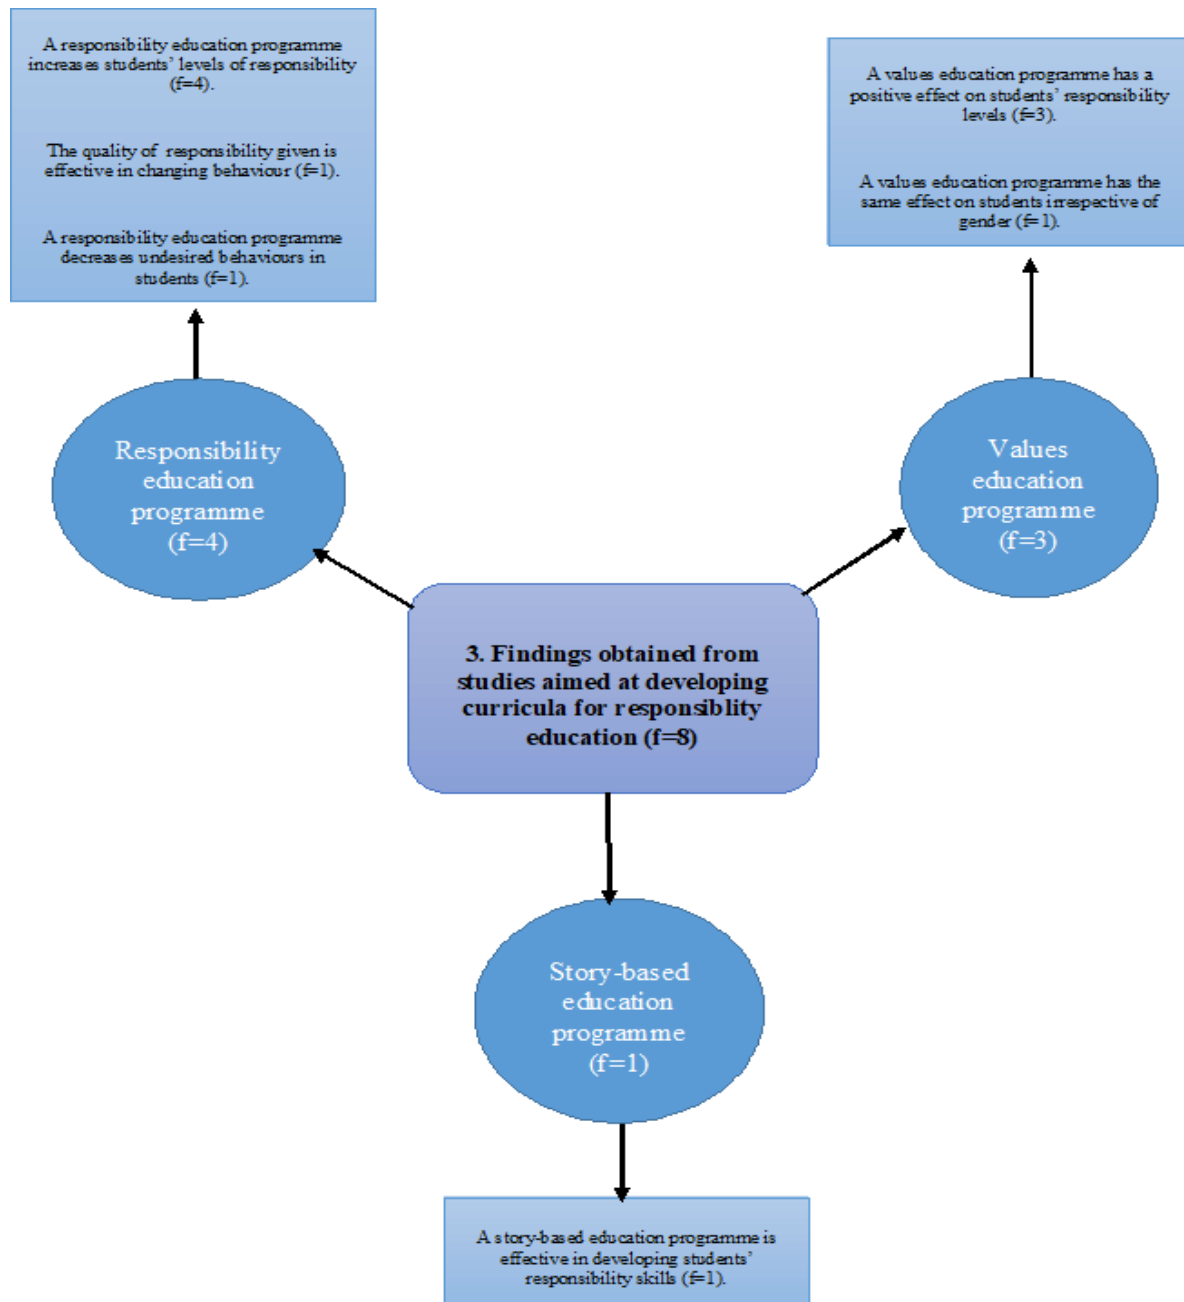 A responsibility education programme
increases students' levels of responsibility
(f=4).
The quality of  responsibility given is
effective in changing behaviour (f=1).
A responsibility education programme
decreases undesired behaviours in
students (f=1).
A values education programme has a
positive effect on students' responsibility
levels (f=3).
A values education programme has the
same effect on students irrespective of
gender (f=1).
Responsibility
education
programme
(f=4)
Values
education
programme
(f=3)
3. Findings obtained from
studies aimed at developing
curricula for responsiblity
education (f=8)
Story-based
education
programme
(f=1)
A story-based education programme is
effective in developing students'
responsibility skills (f=1).